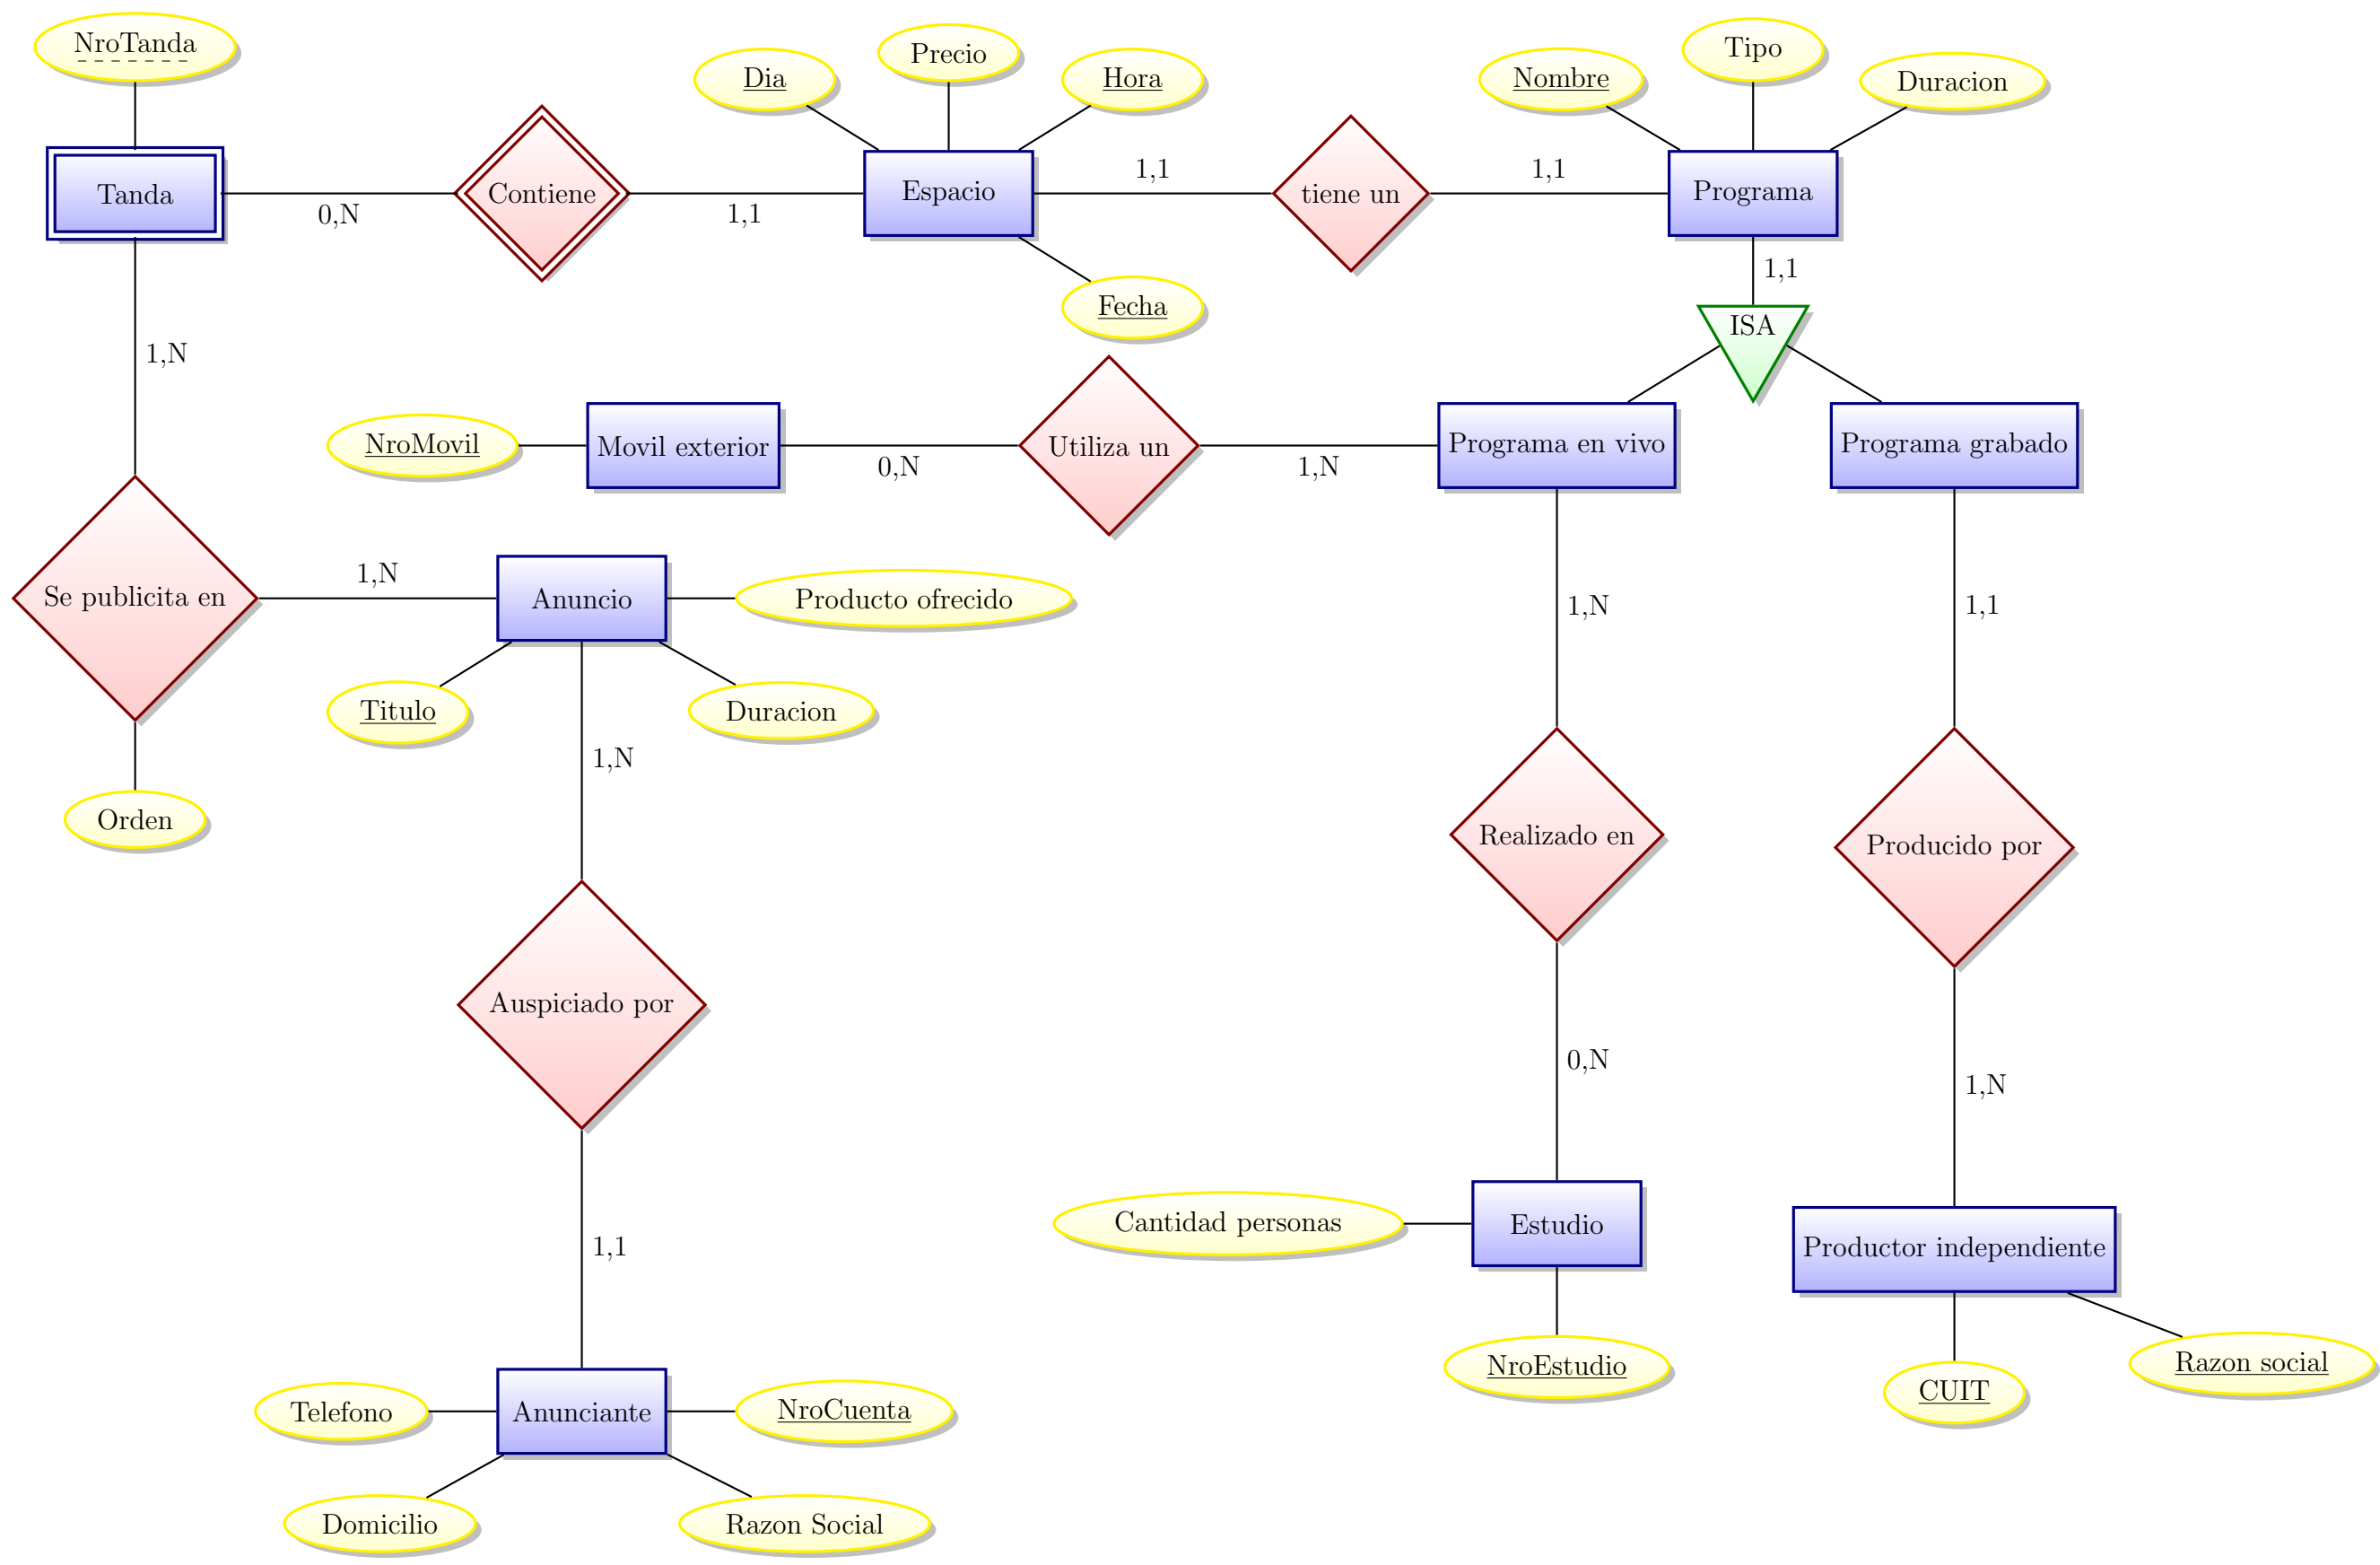 NroTanda
Dia
Precio
Hora
Nombre
Tipo
Duracion
Tanda
0,N
Contiene
1,1
Espacio
1,1
tiene un
1,1
Programa
Fecha
1,1
ISA
1,N
NroMovil
Movil exterior
0,N
Utiliza un
1,N
Programa en vivo
Programa grabado
Se publicita en
1,N
Anuncio
Producto ofrecido
1,N
1,1
Titulo
Duracion
Orden
1,N
Realizado en
Producido por
Auspiciado por
0,N
1,N
1,1
Cantidad personas
Estudio
Productor independiente
NroEstudio
CUIT
Razon social
Telefono
Anunciante
NroCuenta
Domicilio
Razon Social